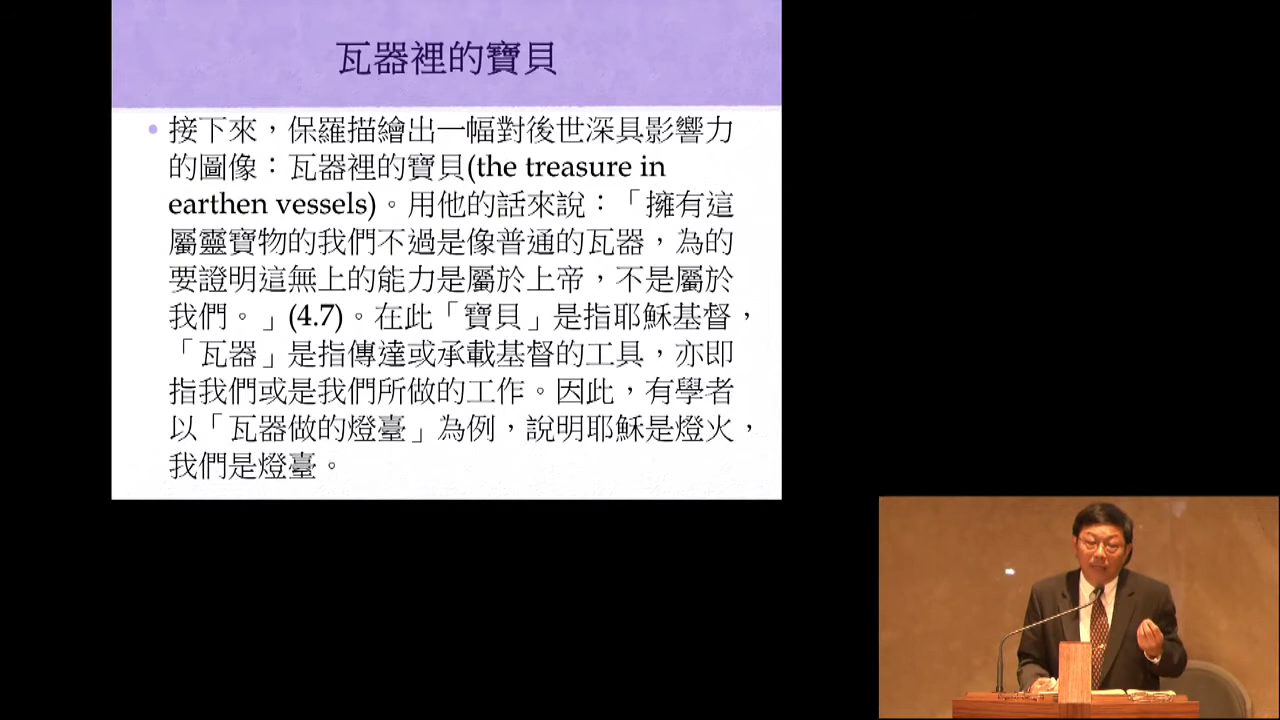 瓦器裡的寶貝
• 接下來，保羅描繪出一幅對後世深具影響力
的圖像：瓦器裡的寶貝(the treasure in
earthen vessels)。用他的話來說：「擁有這
屬靈寶物的我們不過是像普通的瓦器，為的
要證明這無上的能力是屬於上帝，不是屬於
我們。」(4.7)。在此「寶貝」是指耶穌基督，
「瓦器」是指傳達或承載基督的工具，亦即
指我們或是我們所做的工作。因此，有學者
以「瓦器做的燈臺」為例，說明耶穌是燈火，
我們是燈臺。